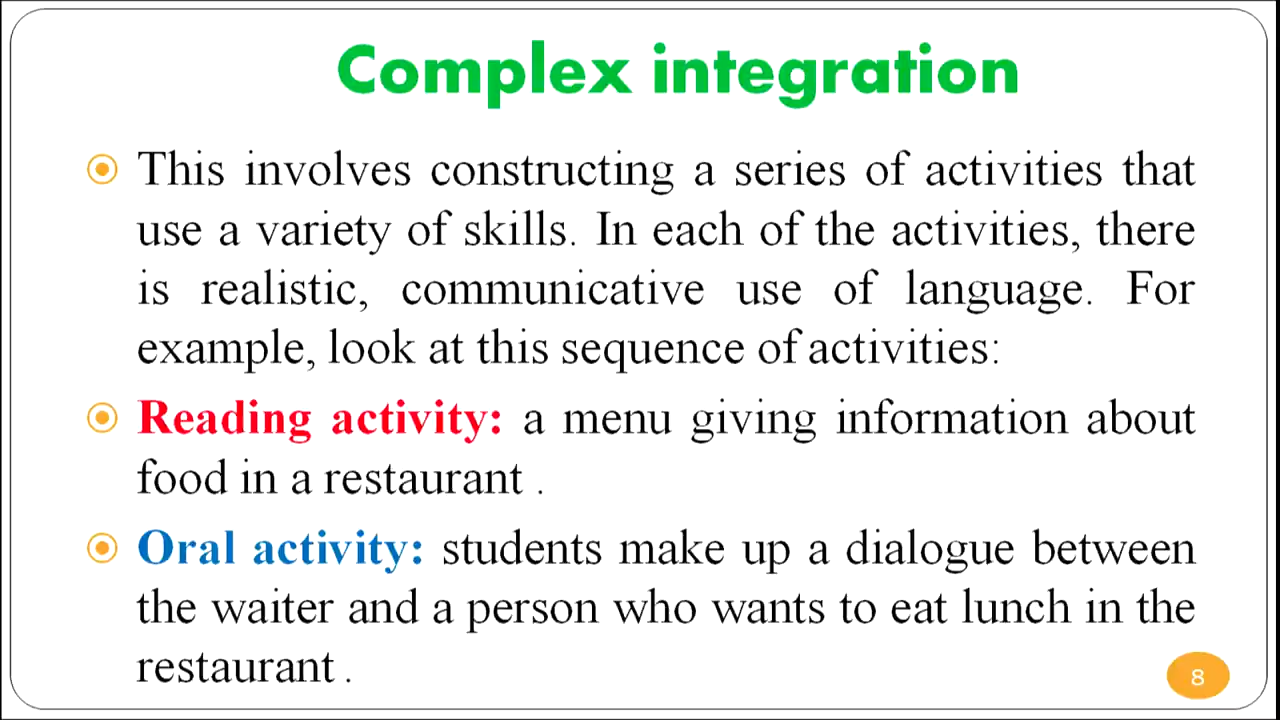 Complex integration
This involves constructing a series of activities that
use a variety of skills. In each of the activities, there
is realistic, communicative use of language. For
example, look at this sequence of activities:
Reading activity: a menu giving information about
food in a restaurant .
Oral activity: students make up a dialogue between
the waiter and a person who wants to eat lunch in the
restaurant .
8